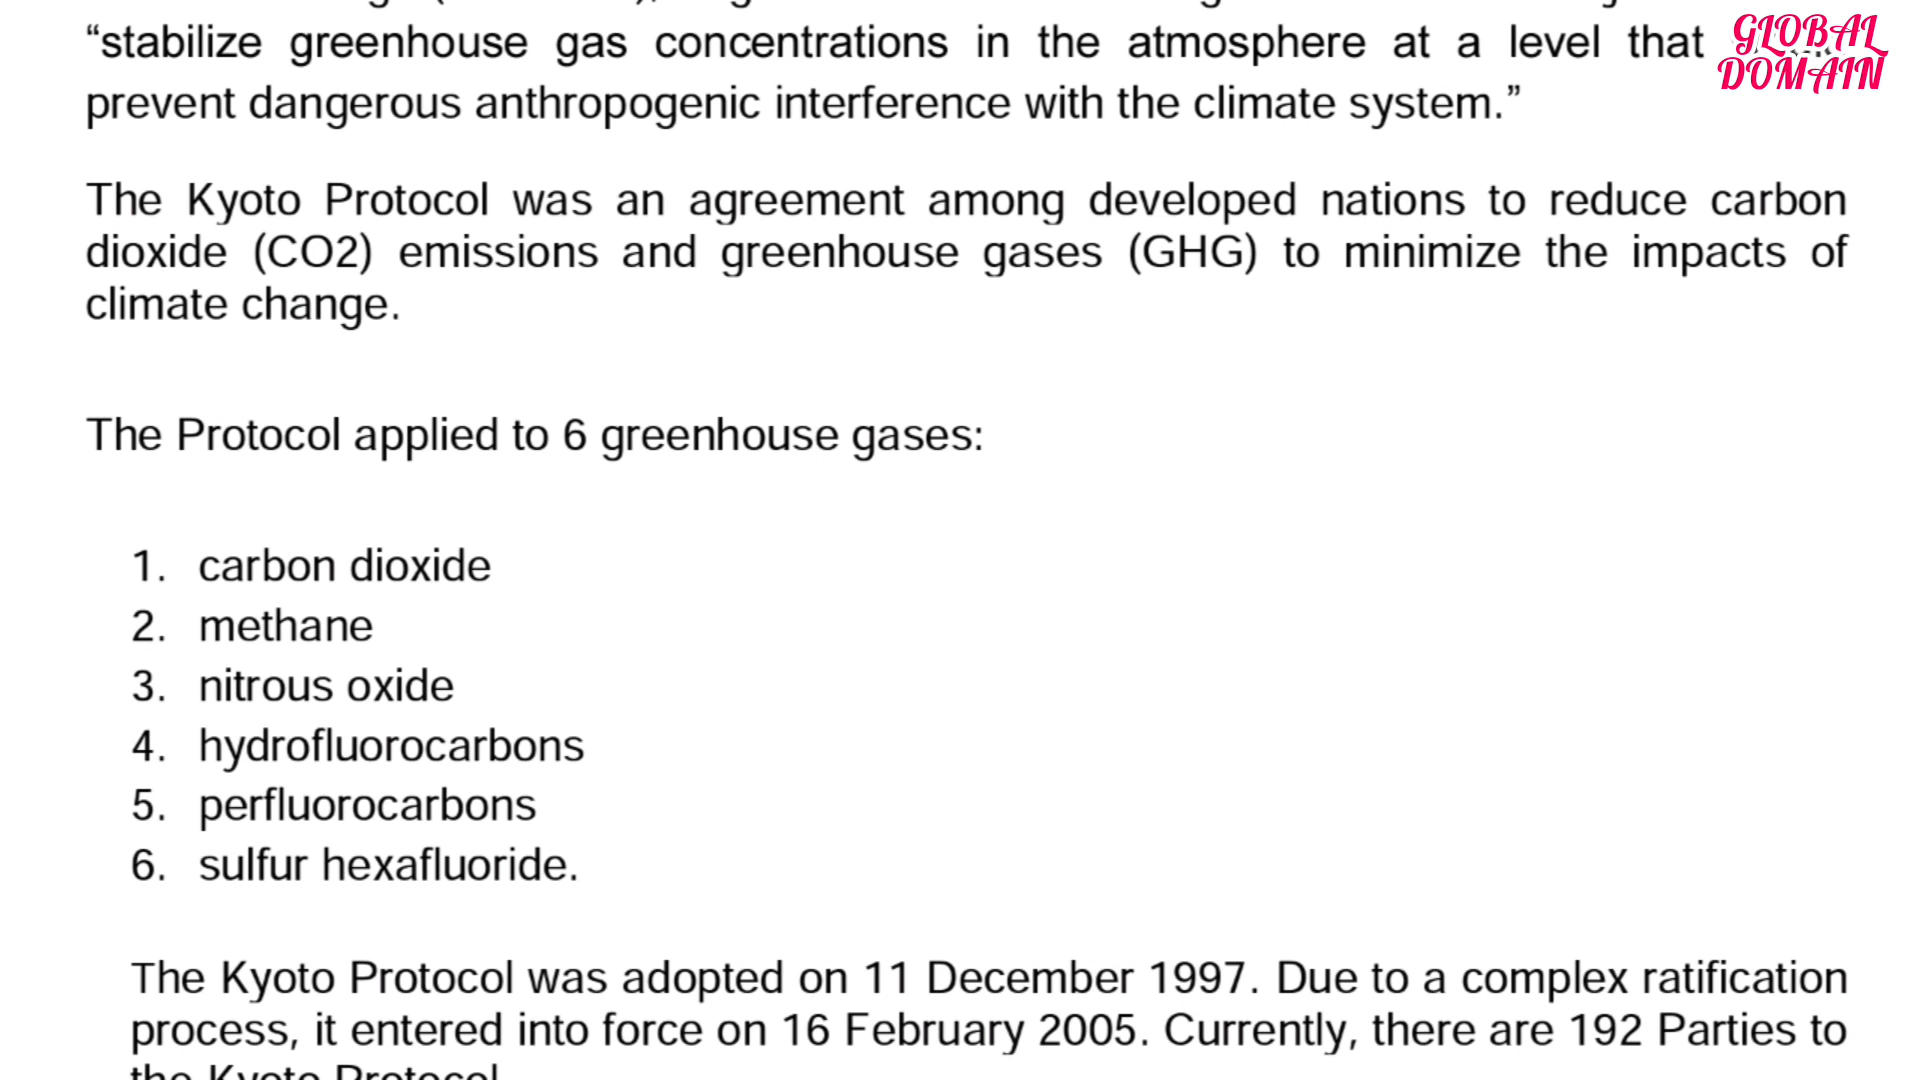 “stabilize greenhouse gas concentrations in the atmosphere at a level that
prevent dangerous anthropogenic interference with the climate system.”
GLOBAL
DOMAIN
The Kyoto Protocol was an agreement among developed nations to reduce carbon
dioxide (CO2) emissions and greenhouse gases (GHG) to minimize the impacts of
climate change.
The Protocol applied to 6 greenhouse gases:
1. carbon dioxide
2. methane
3. nitrous oxide
4. hydrofluorocarbons
5. perfluorocarbons
6. sulfur hexafluoride.
The Kyoto Protocol was adopted on 11 December 1997. Due to a complex ratification
process, it entered into force on 16 February 2005. Currently, there are 192 Parties to
the Kyoto Protocol